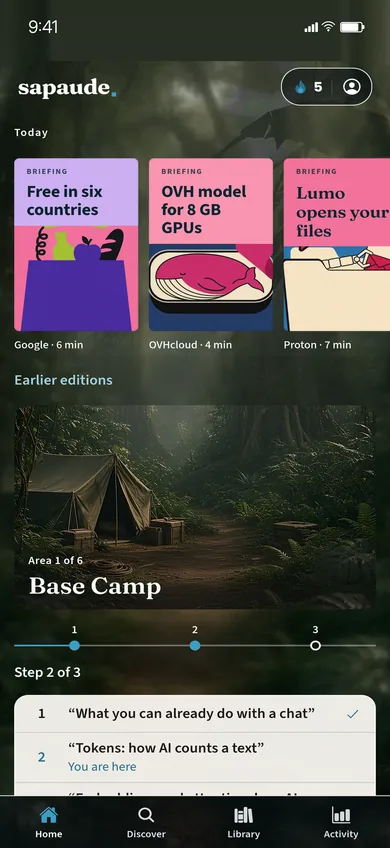 9:41
sapaude.
5
Today
BRIEFING
Free in six
countries
BRIEFING
OVH model
for 8 GB
GPUs
BRIEFING
Lumo
opens your
files
Google · 6 min
OVHcloud · 4 min
Proton · 7 min
Earlier editions
Area 1 of 6
Base Camp
1
2
3
Step 2 of 3
1
“What you can already do with a chat”
2
“Tokens: how AI counts a text”
You are here
Home
Discover
Library
Activity